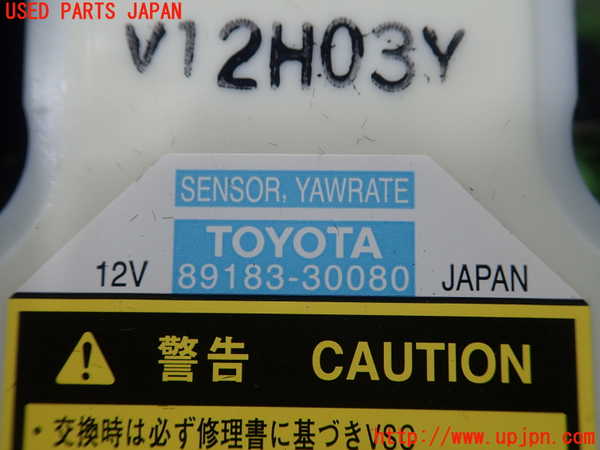 USED PARTS JAPAN
V12H03Y
SENSOR, YAWRATE
TOYOTA
12V 89183-30080 JAPAN
警告 CAUTION
・交換時は必ず修理書に基づきVSC
http://www.upjpn.com